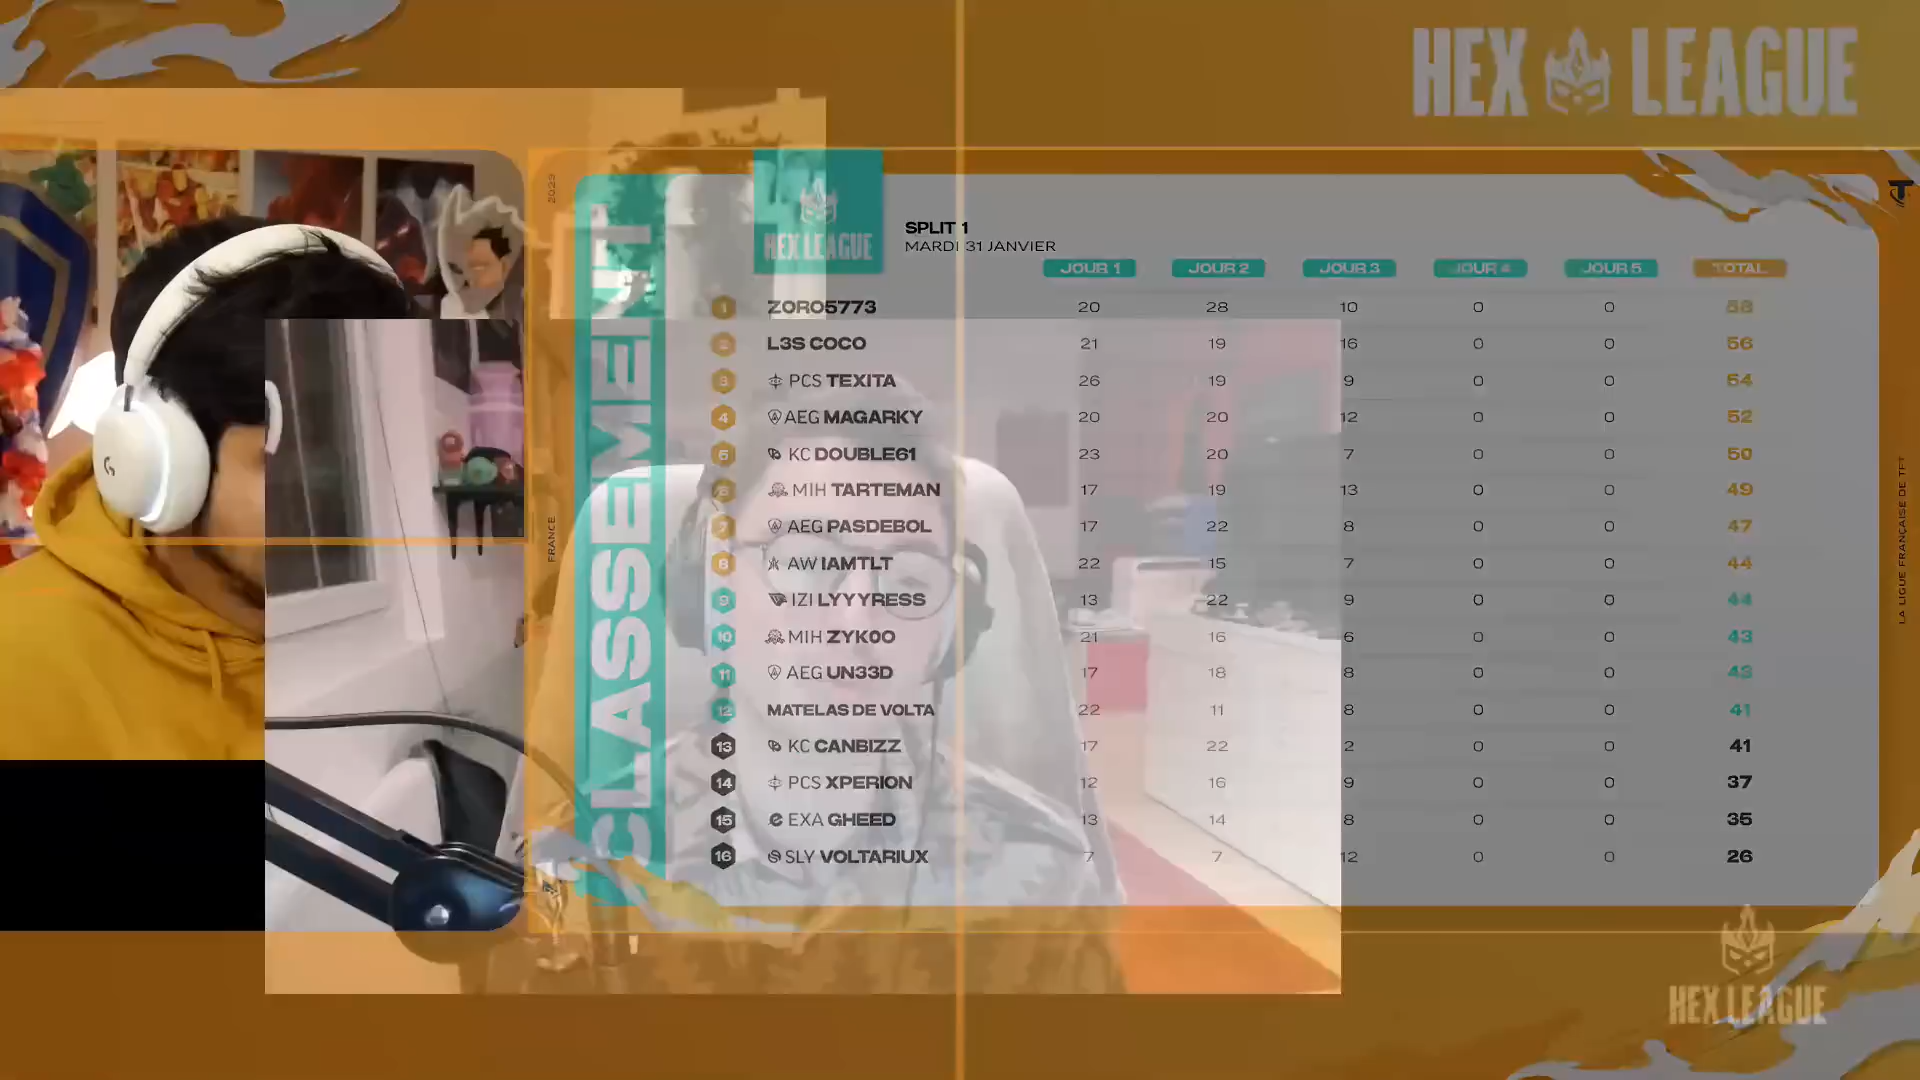 HEX LEAGUE
2023
HEX LEAGUE
SPLIT 1
MARDI 31 JANVIER
JOUR 1 JOUR 2 JOUR 3 JOUR 4 JOUR 5 TOTAL
1 ZORO5773 20 28 10 0 0 58
2 L3S COCO 21 19 16 0 0 56
3 PCS TEXITA 26 19 9 0 0 54
4 AEG MAGARKY 20 20 12 0 0 52
5 KC DOUBLE61 23 20 7 0 0 50
6 MIH TARTEMAN 17 19 13 0 0 49
7 AEG PASDEBOL 17 22 8 0 0 47
8 AW IAMTLT 22 15 7 0 0 44
9 IZI LYYYRESS 13 22 9 0 0 44
10 MIH ZYK0O 21 16 6 0 0 43
11 AEG UN33D 17 18 8 0 0 43
12 MATELAS DE VOLTA 22 11 8 0 0 41
13 KC CANBIZZ 17 22 2 0 0 41
14 PCS XPERION 12 16 9 0 0 37
15 EXA GHEED 13 14 8 0 0 35
16 SLY VOLTARIUX 7 7 12 0 0 26
CLASSEMENT
FRANCE
LA LIGUE FRANÇAISE DE TFT
HEX LEAGUE